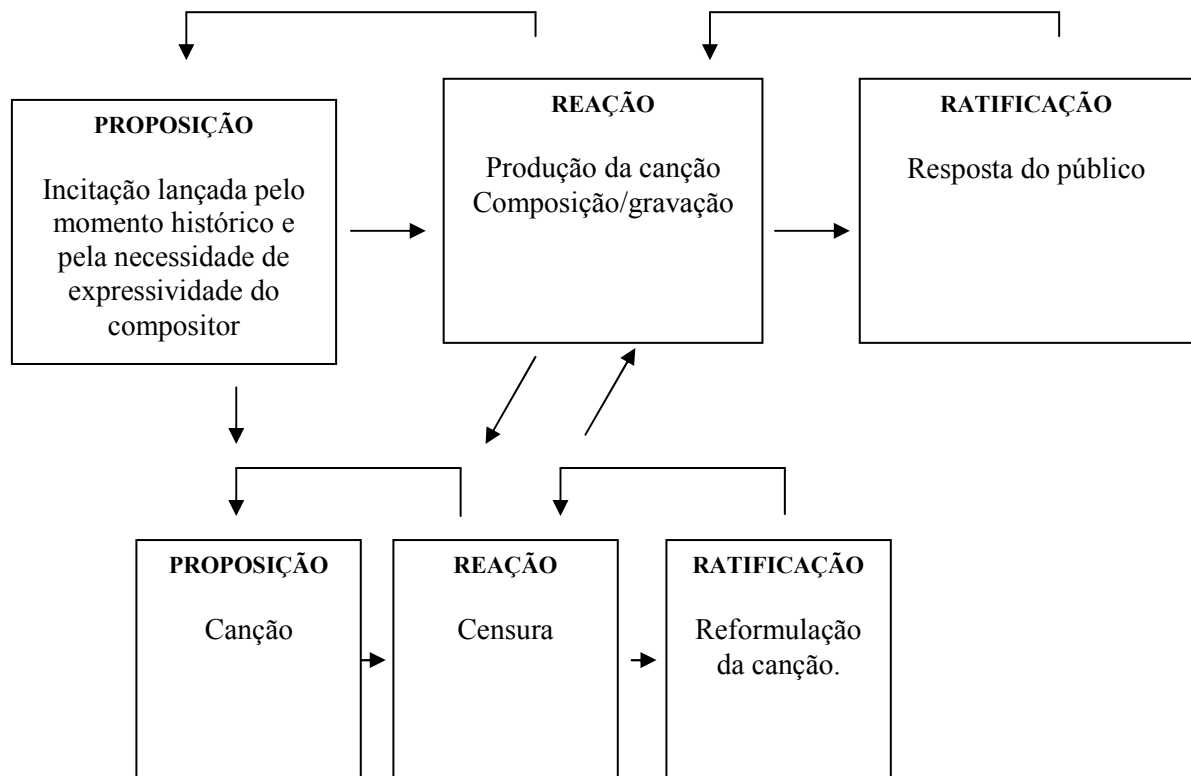 PROPOSIÇÃO
Incitação lançada pelo
momento histórico e
pela necessidade de
expressividade do
compositor
REAÇÃO
Produção da canção
Composição/gravação
RATIFICAÇÃO
Resposta do público
PROPOSIÇÃO
Canção
REAÇÃO
Censura
RATIFICAÇÃO
Reformulação
da canção.